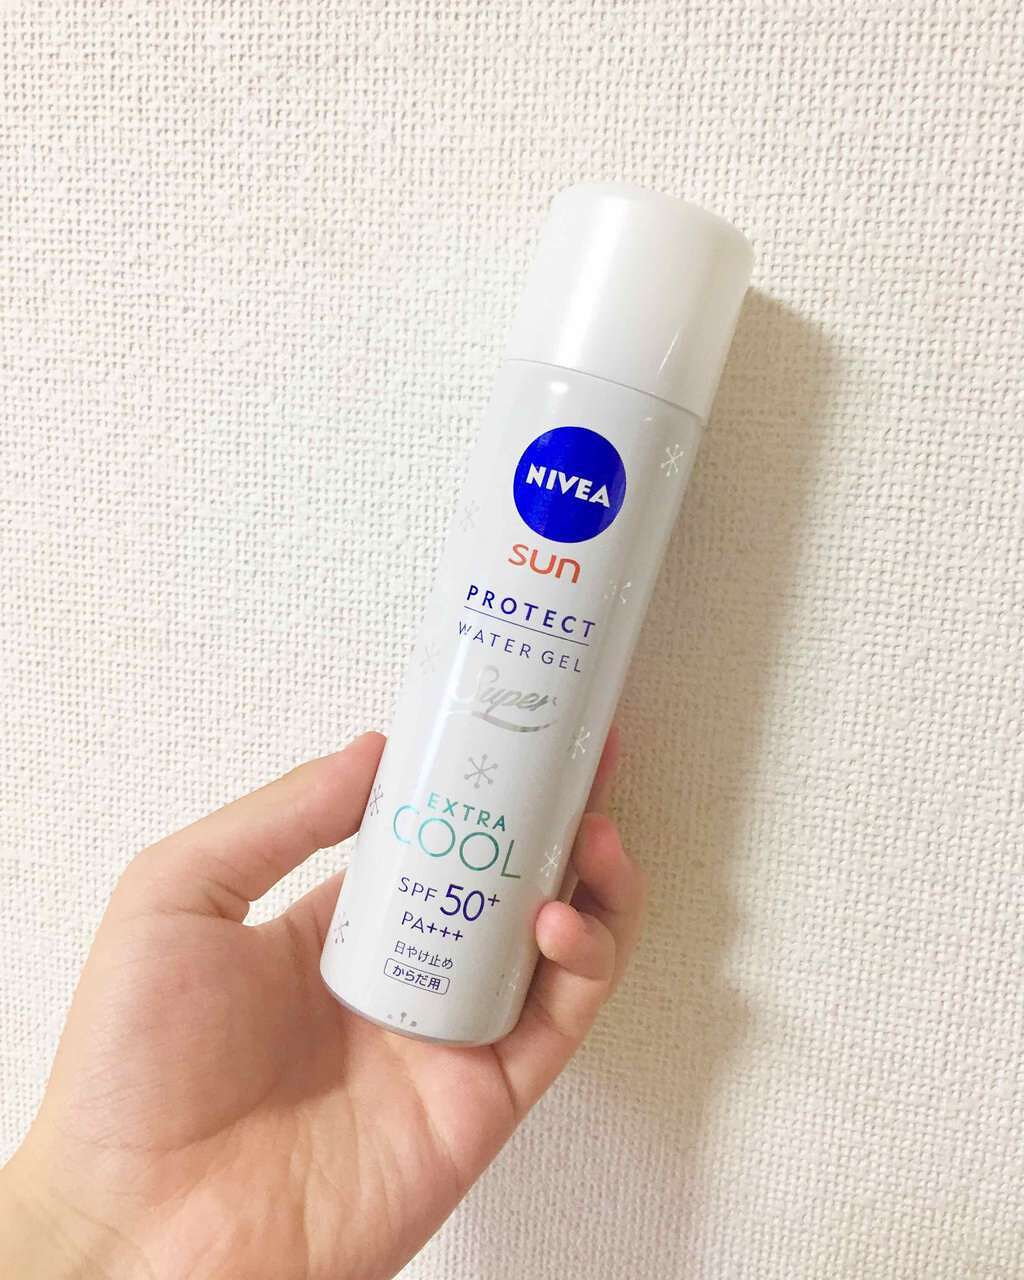 NIVEA
sun
PROTECT
WATER GEL
Super
EXTRA
COOL
SPF 50+
PA+++
日やけ止め
からだ用